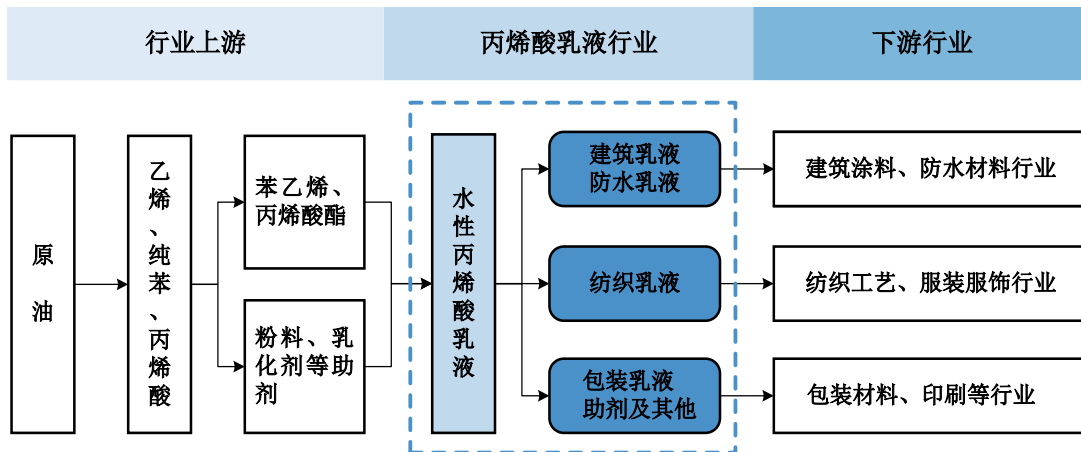 行业上游
丙烯酸乳液行业
下游行业
原油
乙烯、纯苯、丙烯酸
苯乙烯、
丙烯酸酯
粉料、乳
化剂等助
剂
水性丙烯酸乳液
建筑乳液
防水乳液
纺织乳液
包装乳液
助剂及其他
建筑涂料、防水材料行业
纺织工艺、服装服饰行业
包装材料、印刷等行业